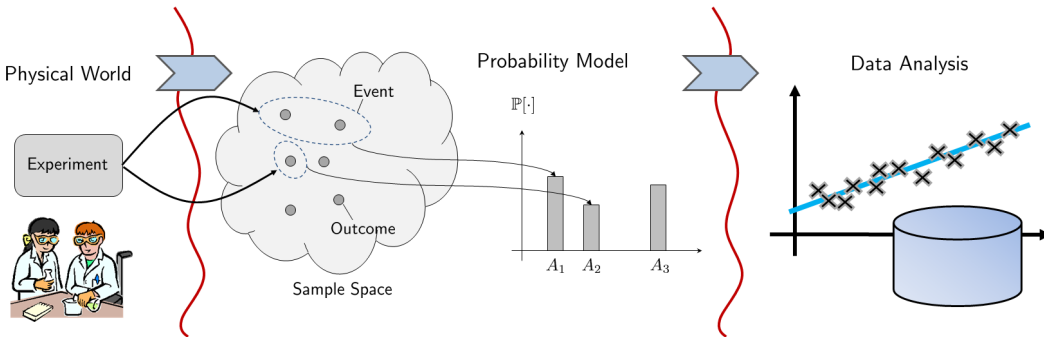 Physical World
Experiment
Event
Outcome
Sample Space
Probability Model
ℙ[·]
A₁ A₂ A₃
Data Analysis